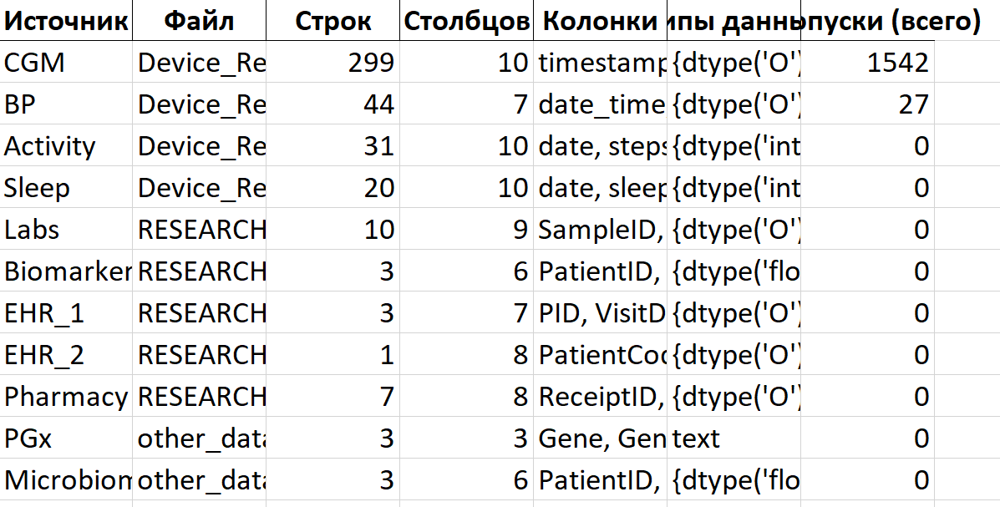 Источник Файл Строк Столбцов Колонки ипы даннь опуски (всего)
CGM Device_Re 299 10 timestamp {dtype('O') 1542
BP Device_Re 44 7 date_time {dtype('O') 27
Activity Device_Re 31 10 date, steps {dtype('int 0
Sleep Device_Re 20 10 date, sleep {dtype('int 0
Labs RESEARCH 10 9 SampleID, {dtype('O') 0
Biomarker RESEARCH 3 6 PatientID, {dtype('flo 0
EHR_1 RESEARCH 3 7 PID, VisitD {dtype('O') 0
EHR_2 RESEARCH 1 8 PatientCod {dtype('O') 0
Pharmacy RESEARCH 7 8 ReceiptID, {dtype('O') 0
PGx other_data 3 3 Gene, Gen text 0
Microbiom other_data 3 6 PatientID, {dtype('flo 0